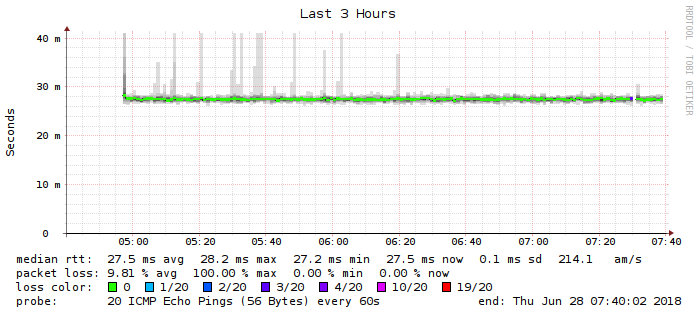 Last 3 Hours
RRDTOOL / TOBI OETIKER
Seconds
40 m
30 m
20 m
10 m
0
05:00 05:20 05:40 06:00 06:20 06:40 07:00 07:20 07:40
median rtt: 27.5 ms avg 28.2 ms max 27.2 ms min 27.5 ms now 0.1 ms sd 214.1 am/s
packet loss: 9.81 % avg 100.00 % max 0.00 % min 0.00 % now
loss color: 0 1/20 2/20 3/20 4/20 10/20 19/20
probe: 20 ICMP Echo Pings (56 Bytes) every 60s end: Thu Jun 28 07:40:02 2018